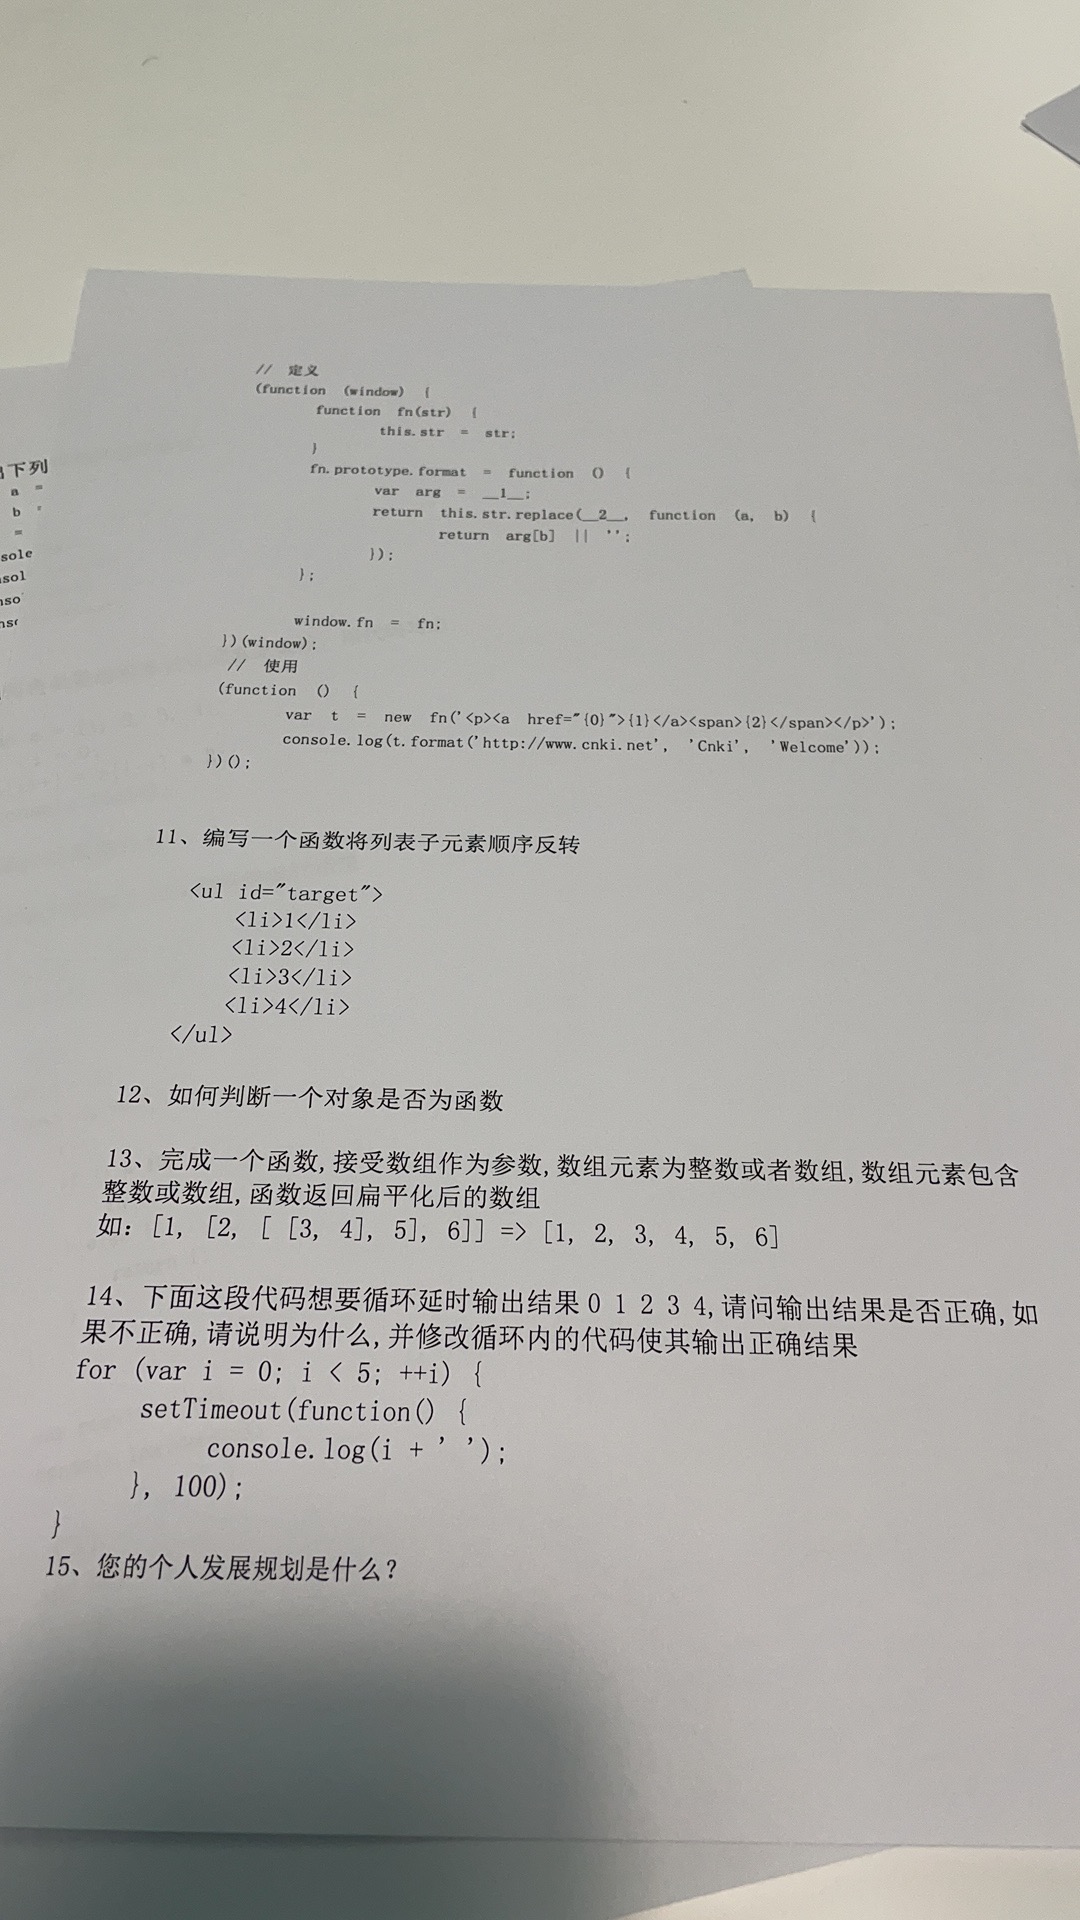 // 定义
(function (window) {
function fn(str) {
this.str = str;
}
fn.prototype.format = function () {
var arg = __1__;
return this.str.replace(__2__, function (a, b) {
return arg[b] || '';
});
};
window.fn = fn;
})(window);
// 使用
(function () {
var t = new fn('<p><a href="{0}">{1}</a><span>{2}</span></p>');
console.log(t.format('http://www.cnki.net', 'Cnki', 'Welcome'));
})();
11、编写一个函数将列表子元素顺序反转
<ul id="target">
<li>1</li>
<li>2</li>
<li>3</li>
<li>4</li>
</ul>
12、如何判断一个对象是否为函数
13、完成一个函数,接受数组作为参数,数组元素为整数或者数组,数组元素包含
整数或数组,函数返回扁平化后的数组
如: [1, [2, [ [3, 4], 5], 6]] => [1, 2, 3, 4, 5, 6]
14、下面这段代码想要循环延时输出结果0 1 2 3 4,请问输出结果是否正确,如
果不正确,请说明为什么,并修改循环内的代码使其输出正确结果
for (var i = 0; i < 5; ++i) {
setTimeout(function() {
console.log(i + ' ');
}, 100);
}
15、您的个人发展规划是什么?
下列
a =
b
=
sole
sol
nso